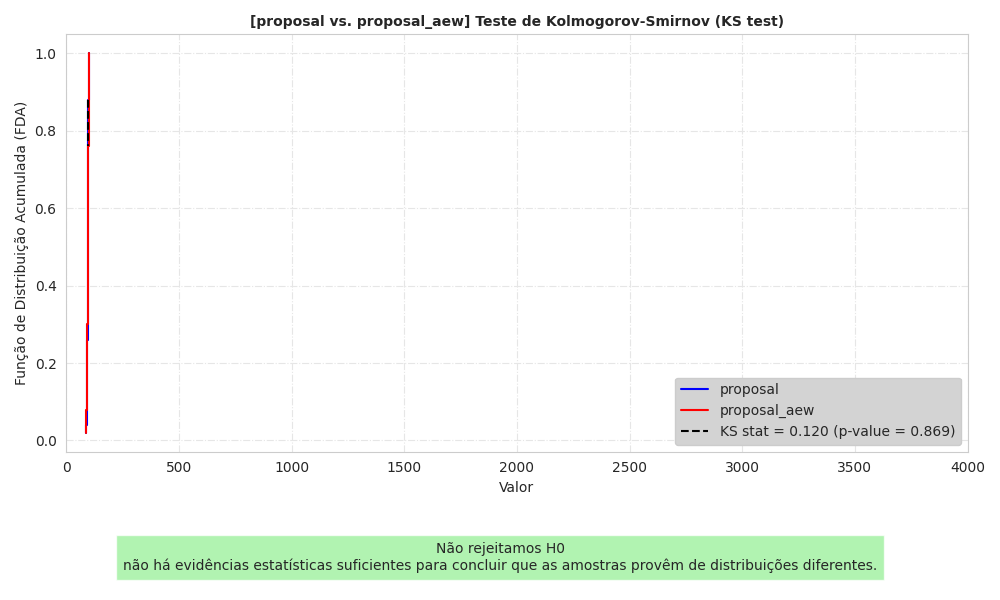 [proposal vs. proposal_aew] Teste de Kolmogorov-Smirnov (KS test)
Função de Distribuição Acumulada (FDA)
1.0
0.8
0.6
0.4
0.2
0.0
0 500 1000 1500 2000 2500 3000 3500 4000
Valor
proposal
proposal_aew
KS stat = 0.120 (p-value = 0.869)
Não rejeitamos H0
não há evidências estatísticas suficientes para concluir que as amostras provêm de distribuições diferentes.